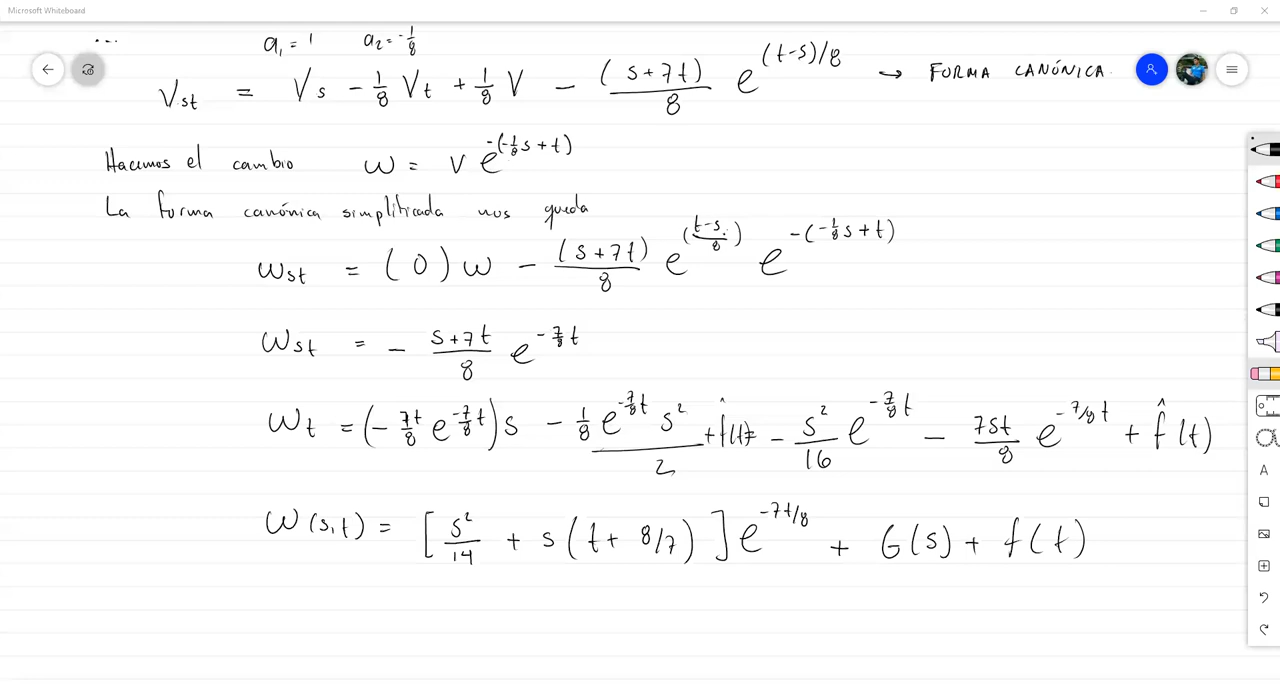 Microsoft Whiteboard
... a₁ = 1 a₂ = -1/8
V_st = V_s - 1/8 V_t + 1/8 V - (s+7t)/8 e^((t-s)/8) → FORMA CANÓNICA.
Hacemos el cambio ω = v e^(-(-1/8 s + t))
La forma canónica simplificada nos queda
ω_st = (0) ω - (s+7t)/8 e^((t-s)/8) e^(-(-1/8 s + t))
ω_st = - (s+7t)/8 e^(-7/8 t)
ω_t = (-7t/8 e^(-7/8 t)) s - 1/8 e^(-7/8 t) s²/2 + f̂(t) = - s²/16 e^(-7/8 t) - 7st/8 e^(-7/8 t) + f̂(t)
ω(s,t) = [s²/14 + s(t + 8/7)] e^(-7t/8) + G(s) + f(t)
A